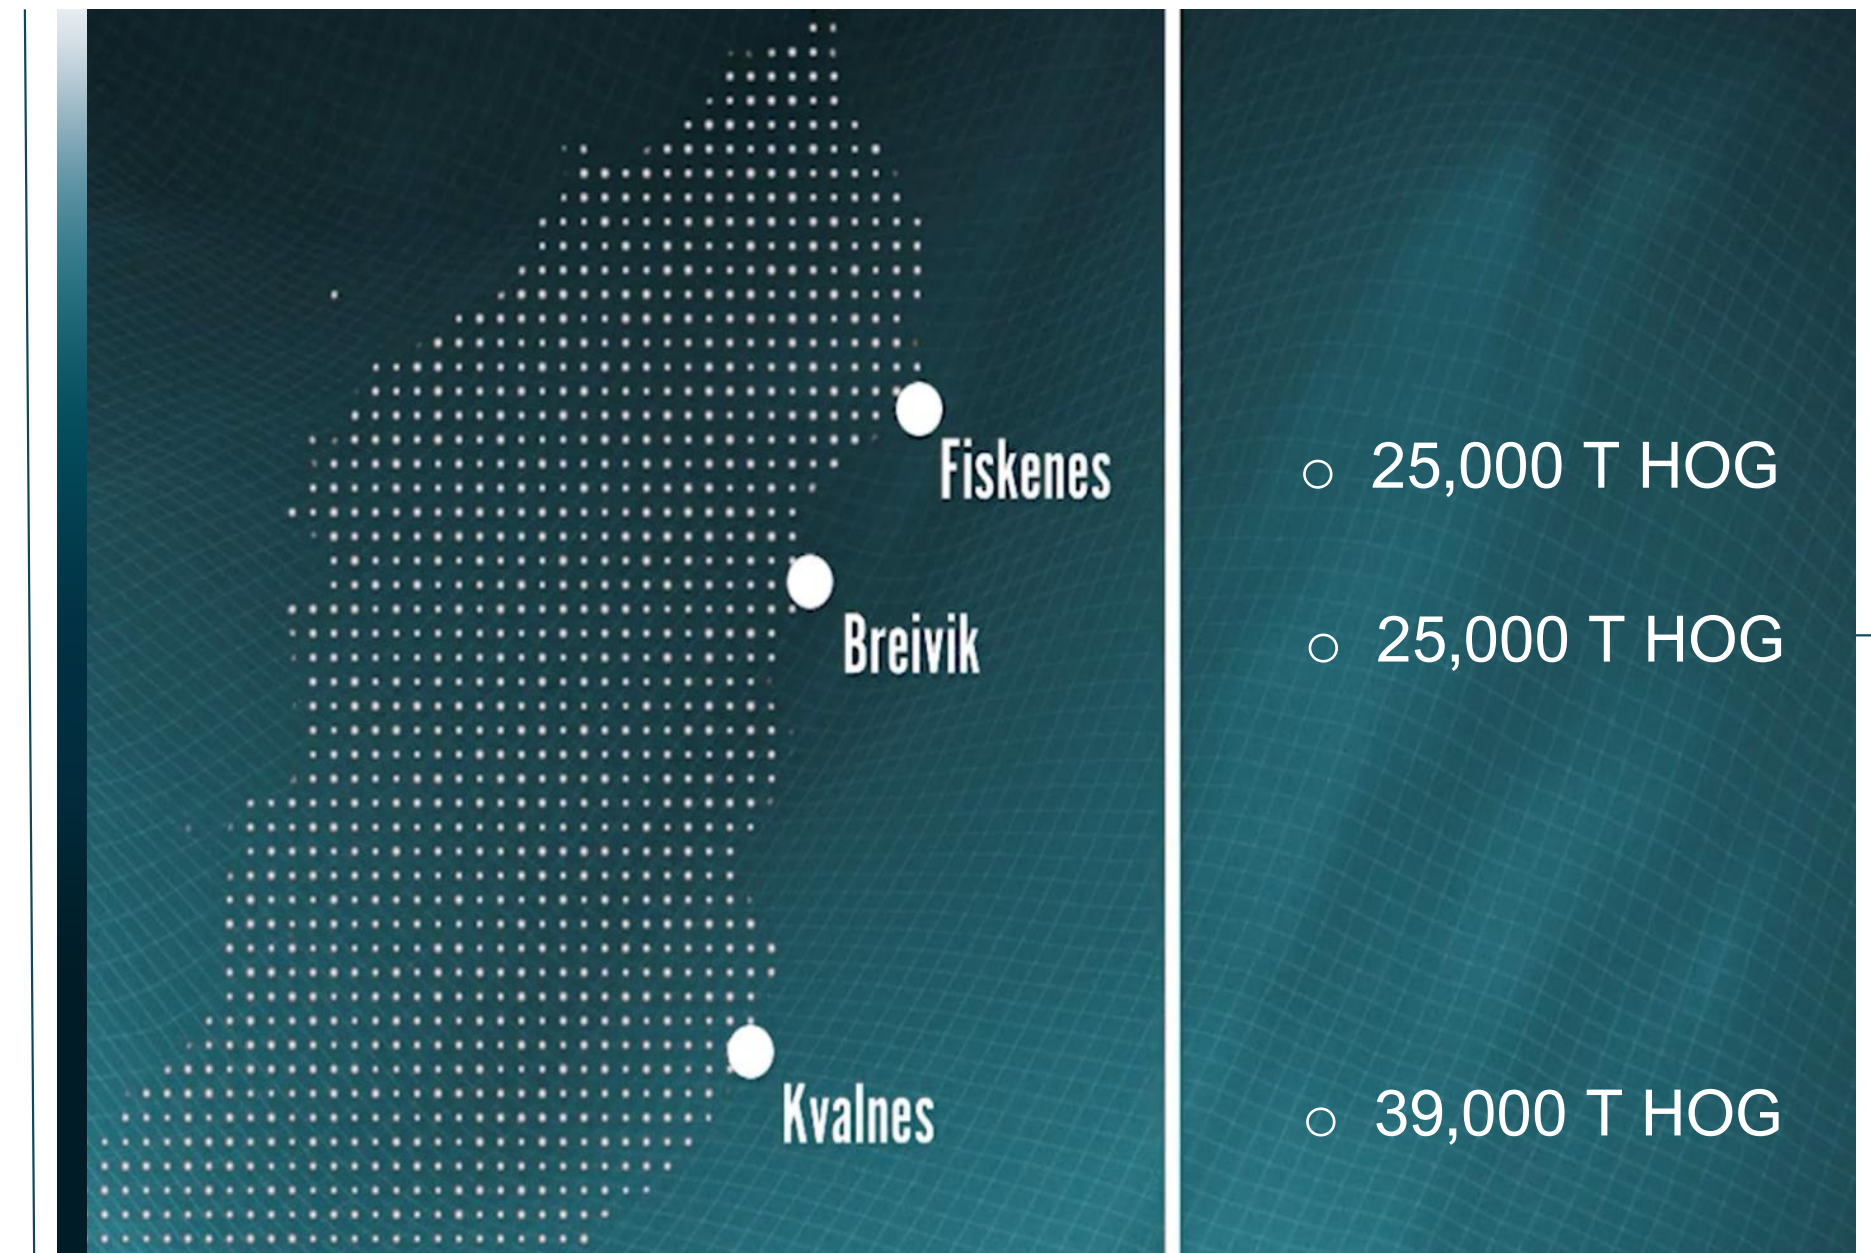 Fiskenes
○ 25,000 T HOG
Breivik
○ 25,000 T HOG
Kvalnes
○ 39,000 T HOG